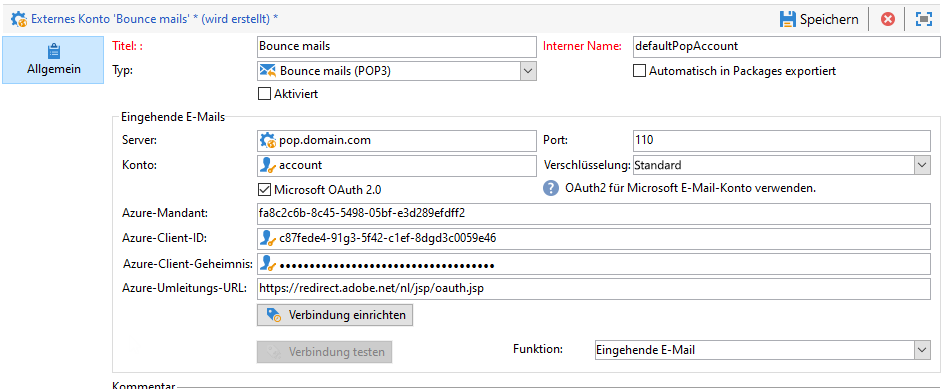 Externes Konto 'Bounce mails' * (wird erstellt) * Speichern
Allgemein
Titel: : Bounce mails Interner Name: defaultPopAccount
Typ: Bounce mails (POP3) Automatisch in Packages exportiert
Aktiviert
Eingehende E-Mails
Server: pop.domain.com Port: 110
Konto: account Verschlüsselung: Standard
Microsoft OAuth 2.0 OAuth2 für Microsoft E-Mail-Konto verwenden.
Azure-Mandant: fa8c2c6b-8c45-5498-05bf-e3d289efdff2
Azure-Client-ID: c87fede4-91g3-5f42-c1ef-8dgd3c0059e46
Azure-Client-Geheimnis: ••••••••••••••••••••••••••••••••••••
Azure-Umleitungs-URL: https://redirect.adobe.net/nl/jsp/oauth.jsp
Verbindung einrichten
Verbindung testen Funktion: Eingehende E-Mail
Kommentar